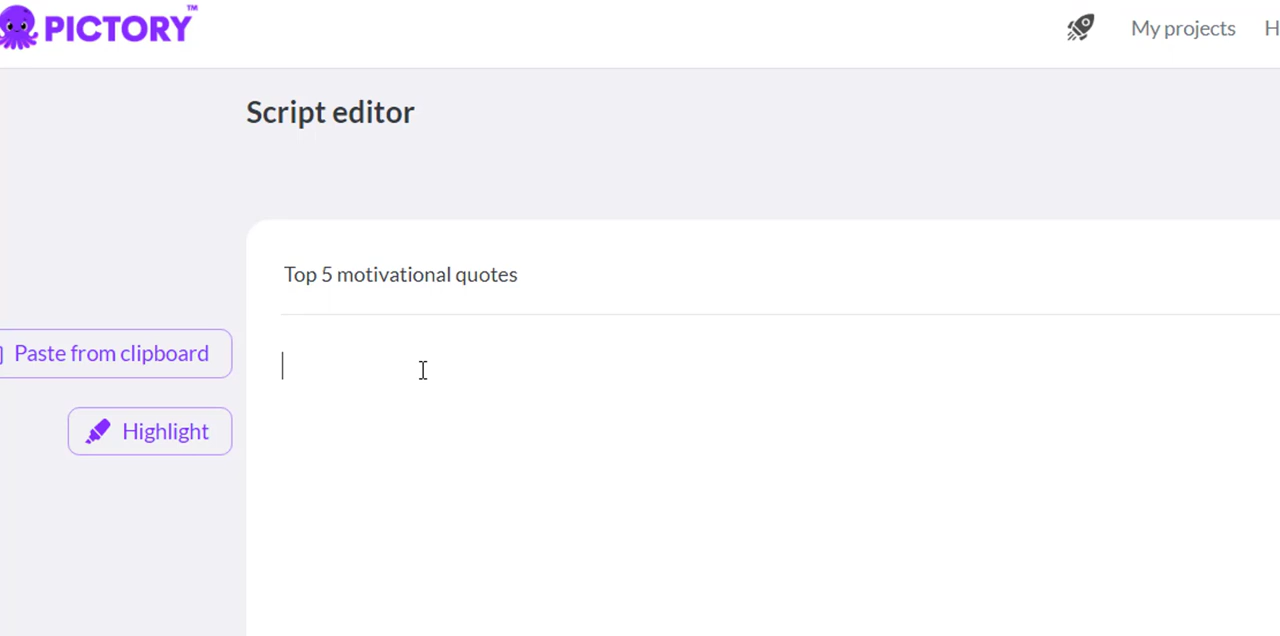 PICTORY™
My projects
H
Script editor
Top 5 motivational quotes
Paste from clipboard
Highlight